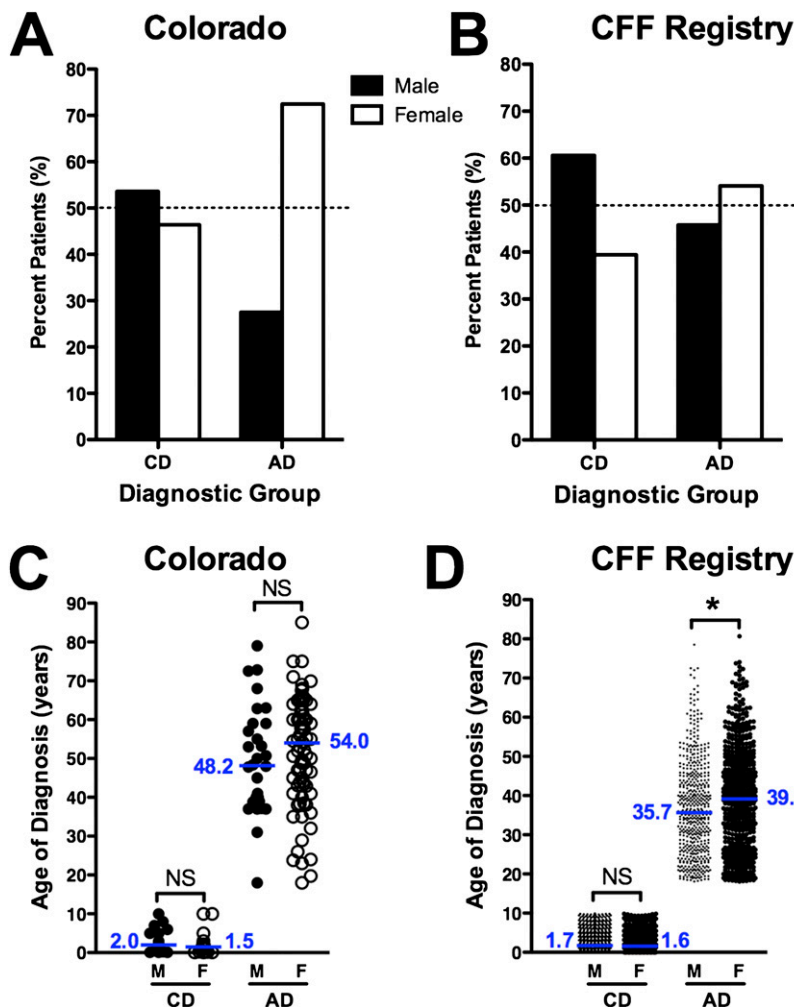 A Colorado
80
70
60
50
40
30
20
10
0
Percent Patients (%)
CD AD
Diagnostic Group
Male
Female
B CFF Registry
80
70
60
50
40
30
20
10
0
Percent Patients (%)
CD AD
Diagnostic Group
C Colorado
90
80
70
60
50
40
30
20
10
0
Age of Diagnosis (years)
NS
NS
48.2
54.0
2.0
1.5
M F M F
CD AD
D CFF Registry
90
80
70
60
50
40
30
20
10
0
Age of Diagnosis (years)
*
NS
35.7
39.
1.7
1.6
M F M F
CD AD